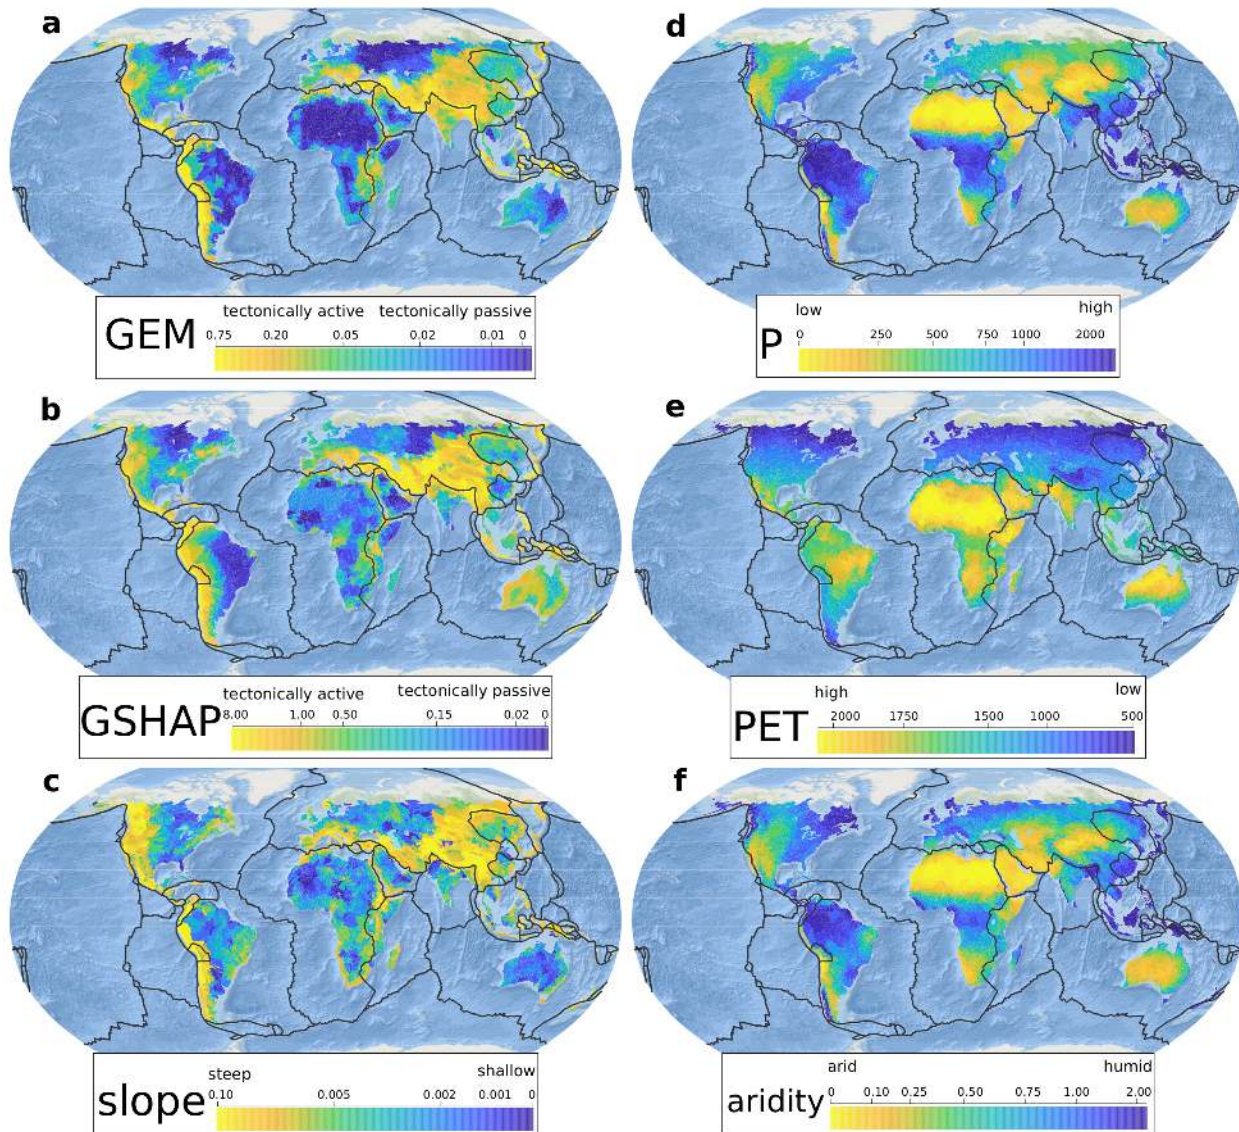 a
tectonically active tectonically passive
GEM
0.75 0.20 0.05 0.02 0.01 0
b
tectonically active tectonically passive
GSHAP
8.00 1.00 0.50 0.15 0.02 0
c
steep shallow
slope
0.10 0.005 0.002 0.001 0
d
low high
P
0 250 500 750 1000 2000
e
high low
PET
2000 1750 1500 1000 500
f
arid humid
aridity
0 0.10 0.25 0.50 0.75 1.00 2.00